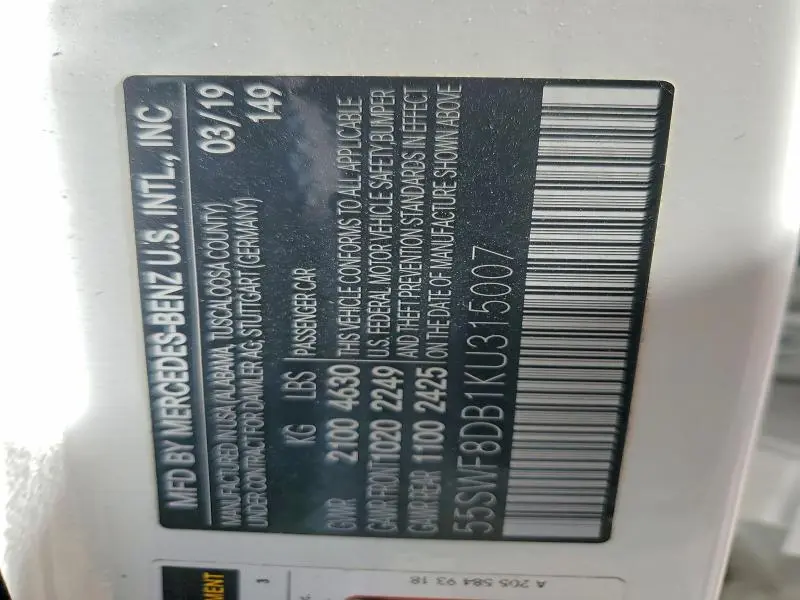 MFD BY MERCEDES-BENZ U.S. INTL., INC
MANUFACTURED IN USA (ALABAMA, TUSCALOOSA COUNTY) 03/19
UNDER CONTRACT FOR DAIMLER AG, STUTTGART (GERMANY) 149
KG LBS PASSENGER CAR
GVWR 2100 4630 THIS VEHICLE CONFORMS TO ALL APPLICABLE
GAWR FRONT 1020 2249 U.S. FEDERAL MOTOR VEHICLE SAFETY, BUMPER
GAWR REAR 1100 2425 AND THEFT PREVENTION STANDARDS IN EFFECT
ON THE DATE OF MANUFACTURE SHOWN ABOVE
55SWF8DB1KU315007
3
A 205 584 93 18